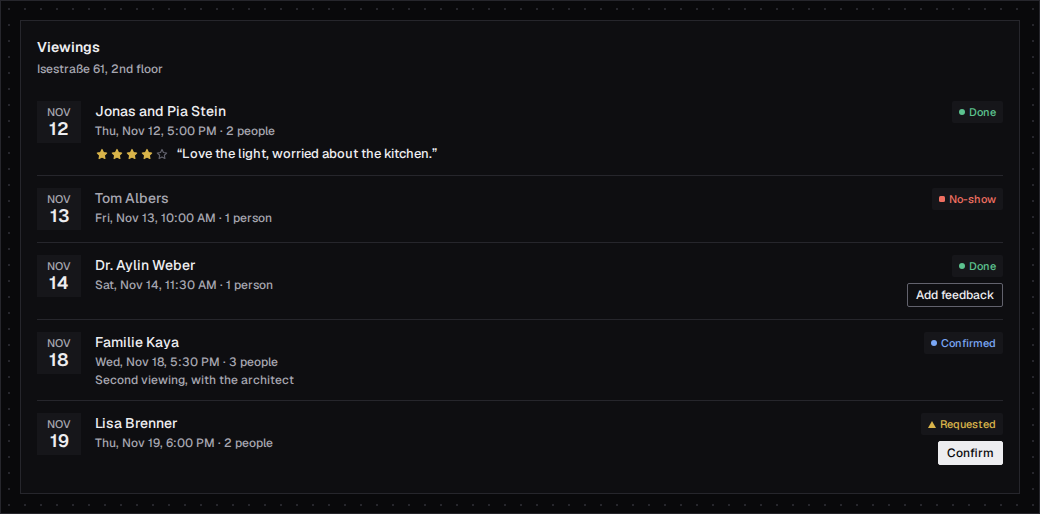 Viewings
Isestraße 61, 2nd floor
NOV
12
Jonas and Pia Stein
Thu, Nov 12, 5:00 PM · 2 people
“Love the light, worried about the kitchen.”
Done
NOV
13
Tom Albers
Fri, Nov 13, 10:00 AM · 1 person
No-show
NOV
14
Dr. Aylin Weber
Sat, Nov 14, 11:30 AM · 1 person
Done
Add feedback
NOV
18
Familie Kaya
Wed, Nov 18, 5:30 PM · 3 people
Second viewing, with the architect
Confirmed
NOV
19
Lisa Brenner
Thu, Nov 19, 6:00 PM · 2 people
Requested
Confirm